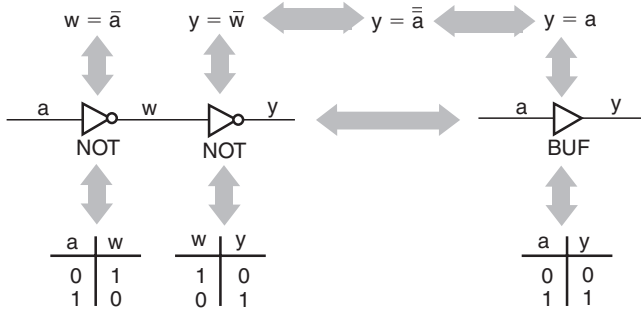 w = a̅ y = w̅ y = a̿ y = a
a w y a y
NOT NOT BUF
a w w y a y
0 1 1 0 0 0
1 0 0 1 1 1